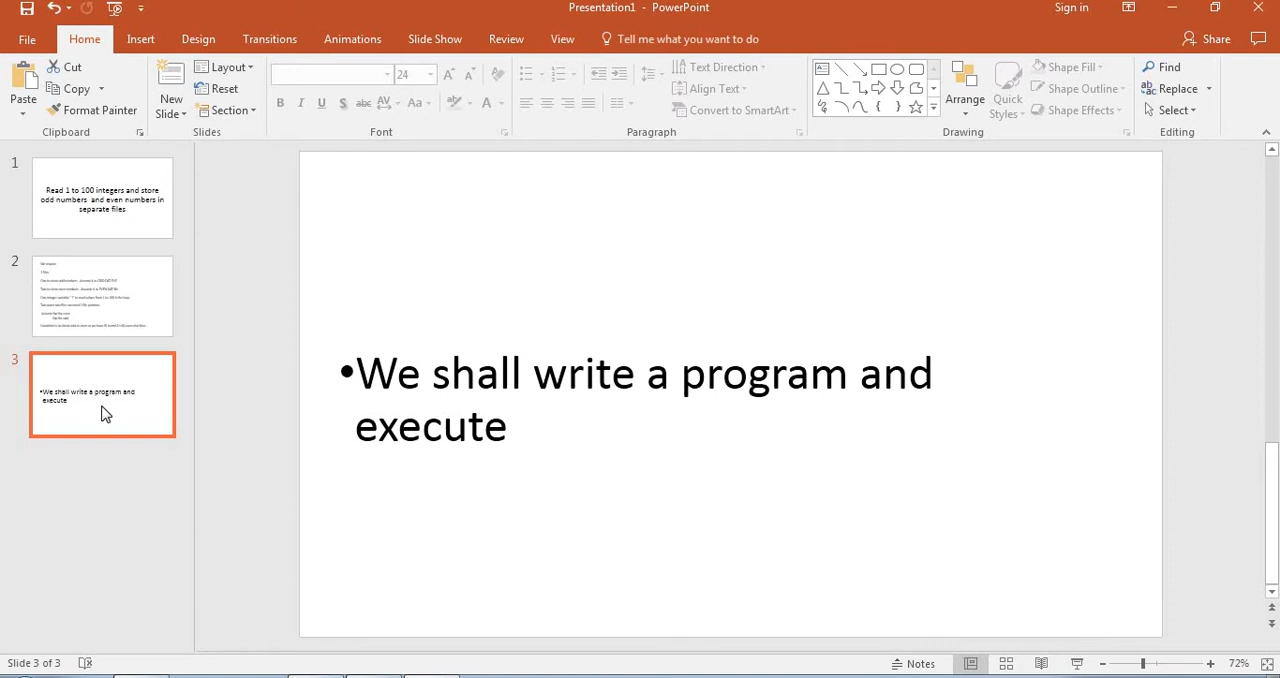 Presentation1 - PowerPoint
Sign in
File
Home
Insert
Design
Transitions
Animations
Slide Show
Review
View
Tell me what you want to do
Share
Paste
Cut
Copy
Format Painter
Clipboard
New
Slide
Layout
Reset
Section
Slides
24
B I U S abc AV Aa
A
Font
Text Direction
Align Text
Convert to SmartArt
Paragraph
Arrange
Quick
Styles
Shape Fill
Shape Outline
Shape Effects
Drawing
Find
Replace
Select
Editing
1
Read 1 to 100 integers and store
odd numbers and even numbers in
separate files
2
3
•We shall write a program and
execute
•We shall write a program and
execute
Slide 3 of 3
Notes
72%